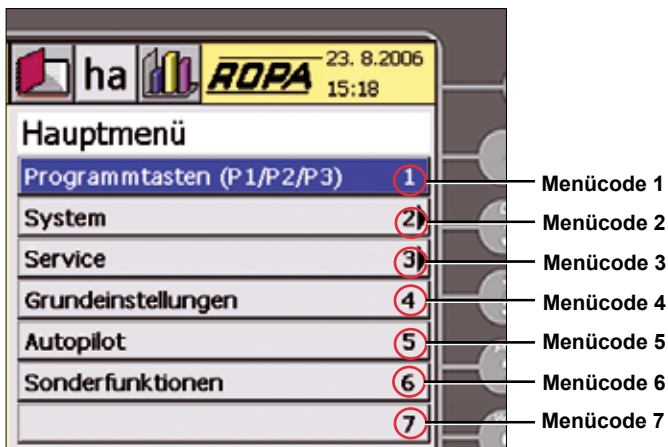 ha ROPA 23. 8.2006
15:18
Hauptmenü
Programmtasten (P1/P2/P3) 1 Menücode 1
System 2 Menücode 2
Service 3 Menücode 3
Grundeinstellungen 4 Menücode 4
Autopilot 5 Menücode 5
Sonderfunktionen 6 Menücode 6
7 Menücode 7